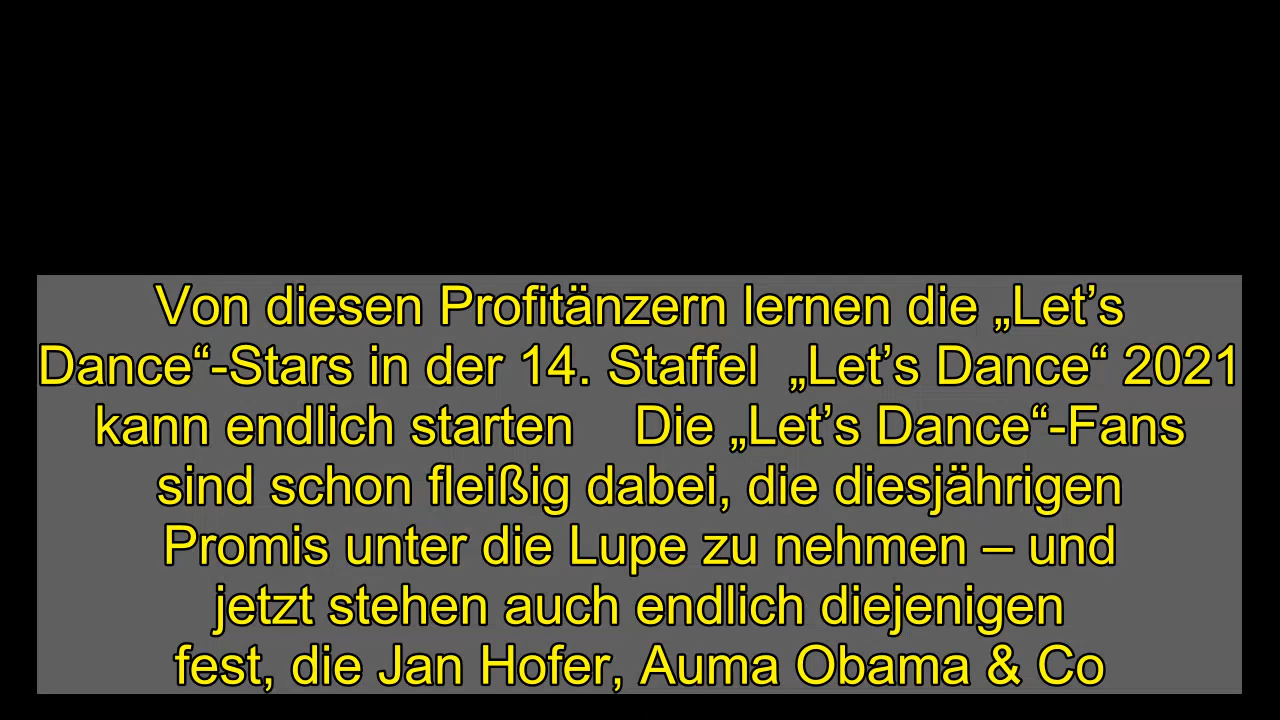 Von diesen Profitänzern lernen die „Let’s
Dance“-Stars in der 14. Staffel  „Let’s Dance“ 2021
kann endlich starten    Die „Let’s Dance“-Fans
sind schon fleißig dabei, die diesjährigen
Promis unter die Lupe zu nehmen – und
jetzt stehen auch endlich diejenigen
fest, die Jan Hofer, Auma Obama & Co